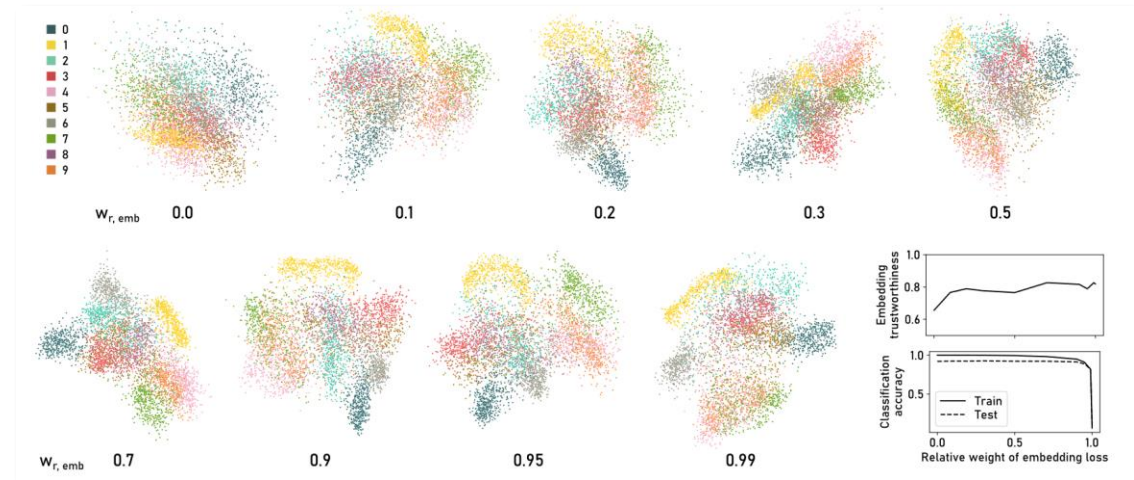 0
1
2
3
4
5
6
7
8
9
w_r, emb 0.0 0.1 0.2 0.3 0.5
w_r, emb 0.7 0.9 0.95 0.99
Embedding
trustworthiness
1.0
0.8
0.6
Classification
accuracy
1.0
0.5
Train
Test
0.0 0.5 1.0
Relative weight of embedding loss